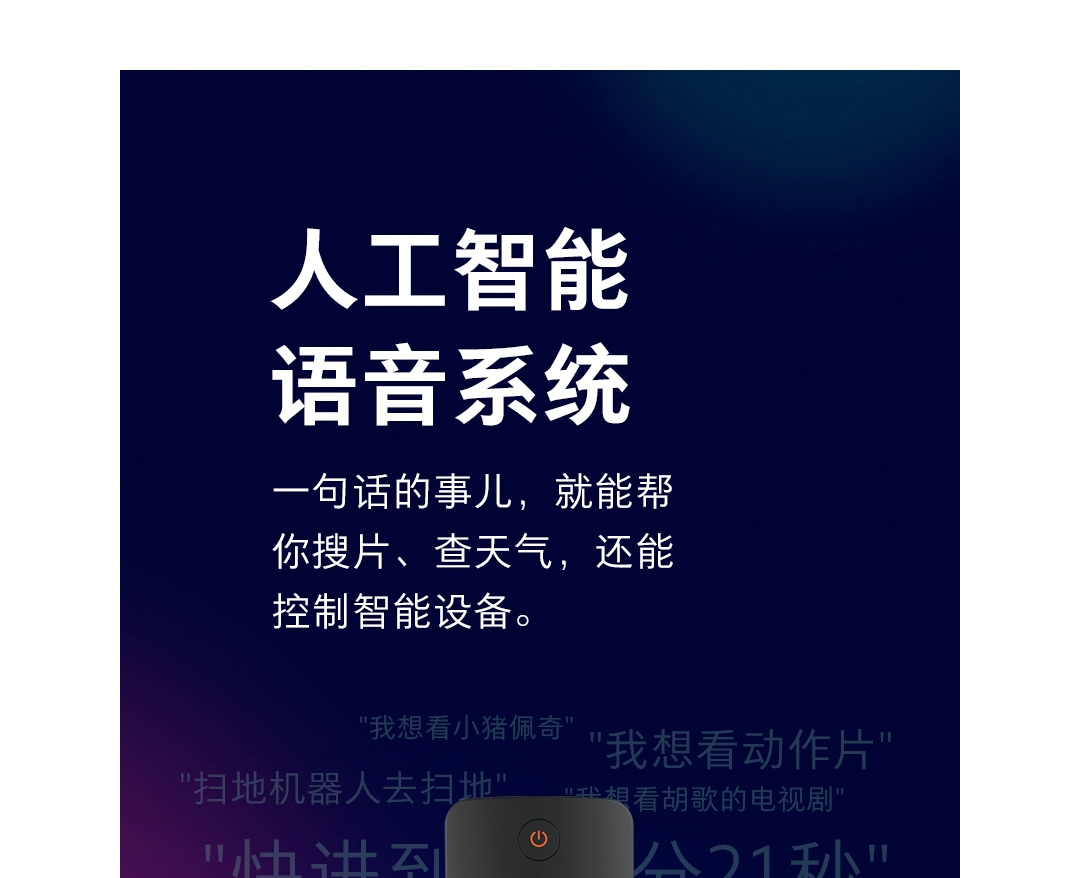 人工智能
语音系统
一句话的事儿，就能帮
你搜片、查天气，还能
控制智能设备。
"我想看小猪佩奇"
"我想看动作片"
"扫地机器人去扫地"
"我想看胡歌的电视剧"
"快进到 分21秒"